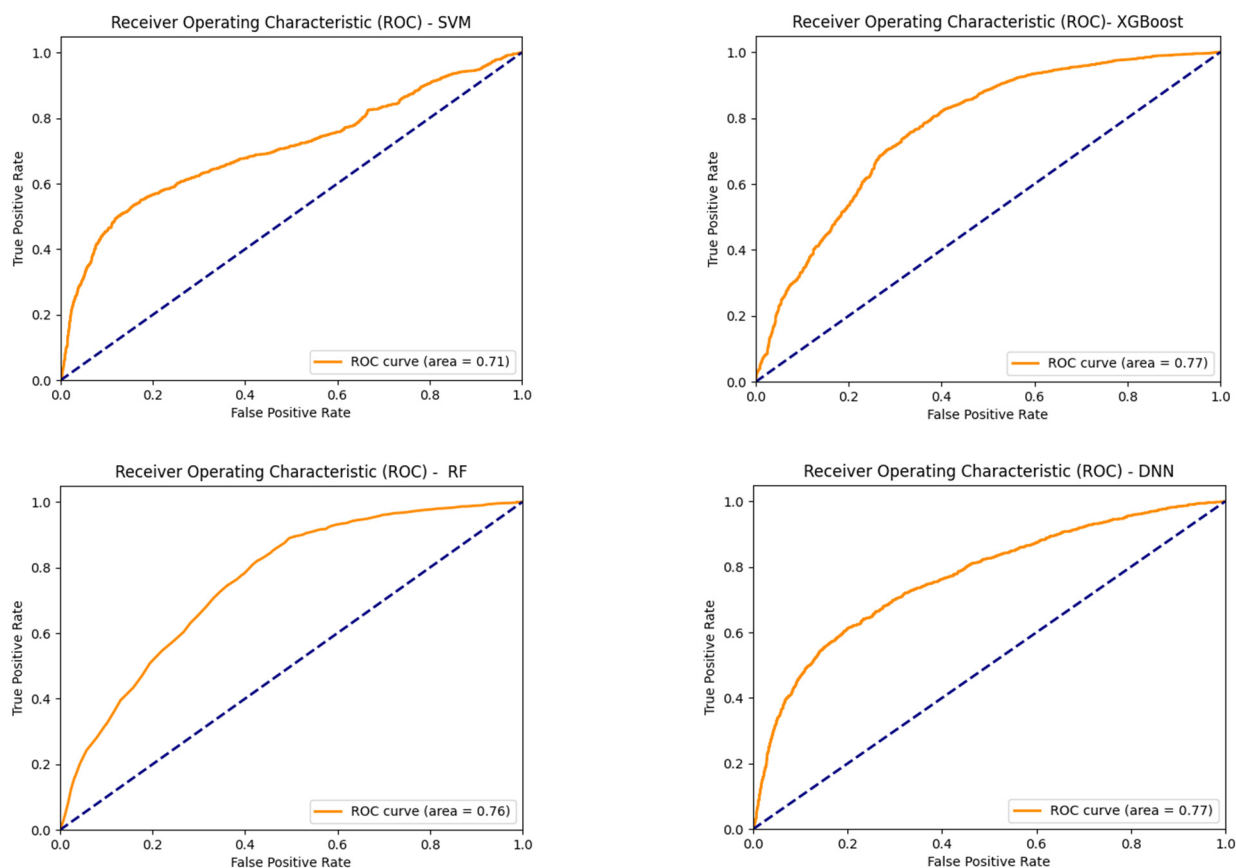 Receiver Operating Characteristic (ROC) - SVM
1.0
0.8
0.6
0.4
0.2
0.0
True Positive Rate
ROC curve (area = 0.71)
0.0 0.2 0.4 0.6 0.8 1.0
False Positive Rate
Receiver Operating Characteristic (ROC)- XGBoost
1.0
0.8
0.6
0.4
0.2
0.0
True Positive Rate
ROC curve (area = 0.77)
0.0 0.2 0.4 0.6 0.8 1.0
False Positive Rate
Receiver Operating Characteristic (ROC) - RF
1.0
0.8
0.6
0.4
0.2
0.0
True Positive Rate
ROC curve (area = 0.76)
0.0 0.2 0.4 0.6 0.8 1.0
False Positive Rate
Receiver Operating Characteristic (ROC) - DNN
1.0
0.8
0.6
0.4
0.2
0.0
True Positive Rate
ROC curve (area = 0.77)
0.0 0.2 0.4 0.6 0.8 1.0
False Positive Rate